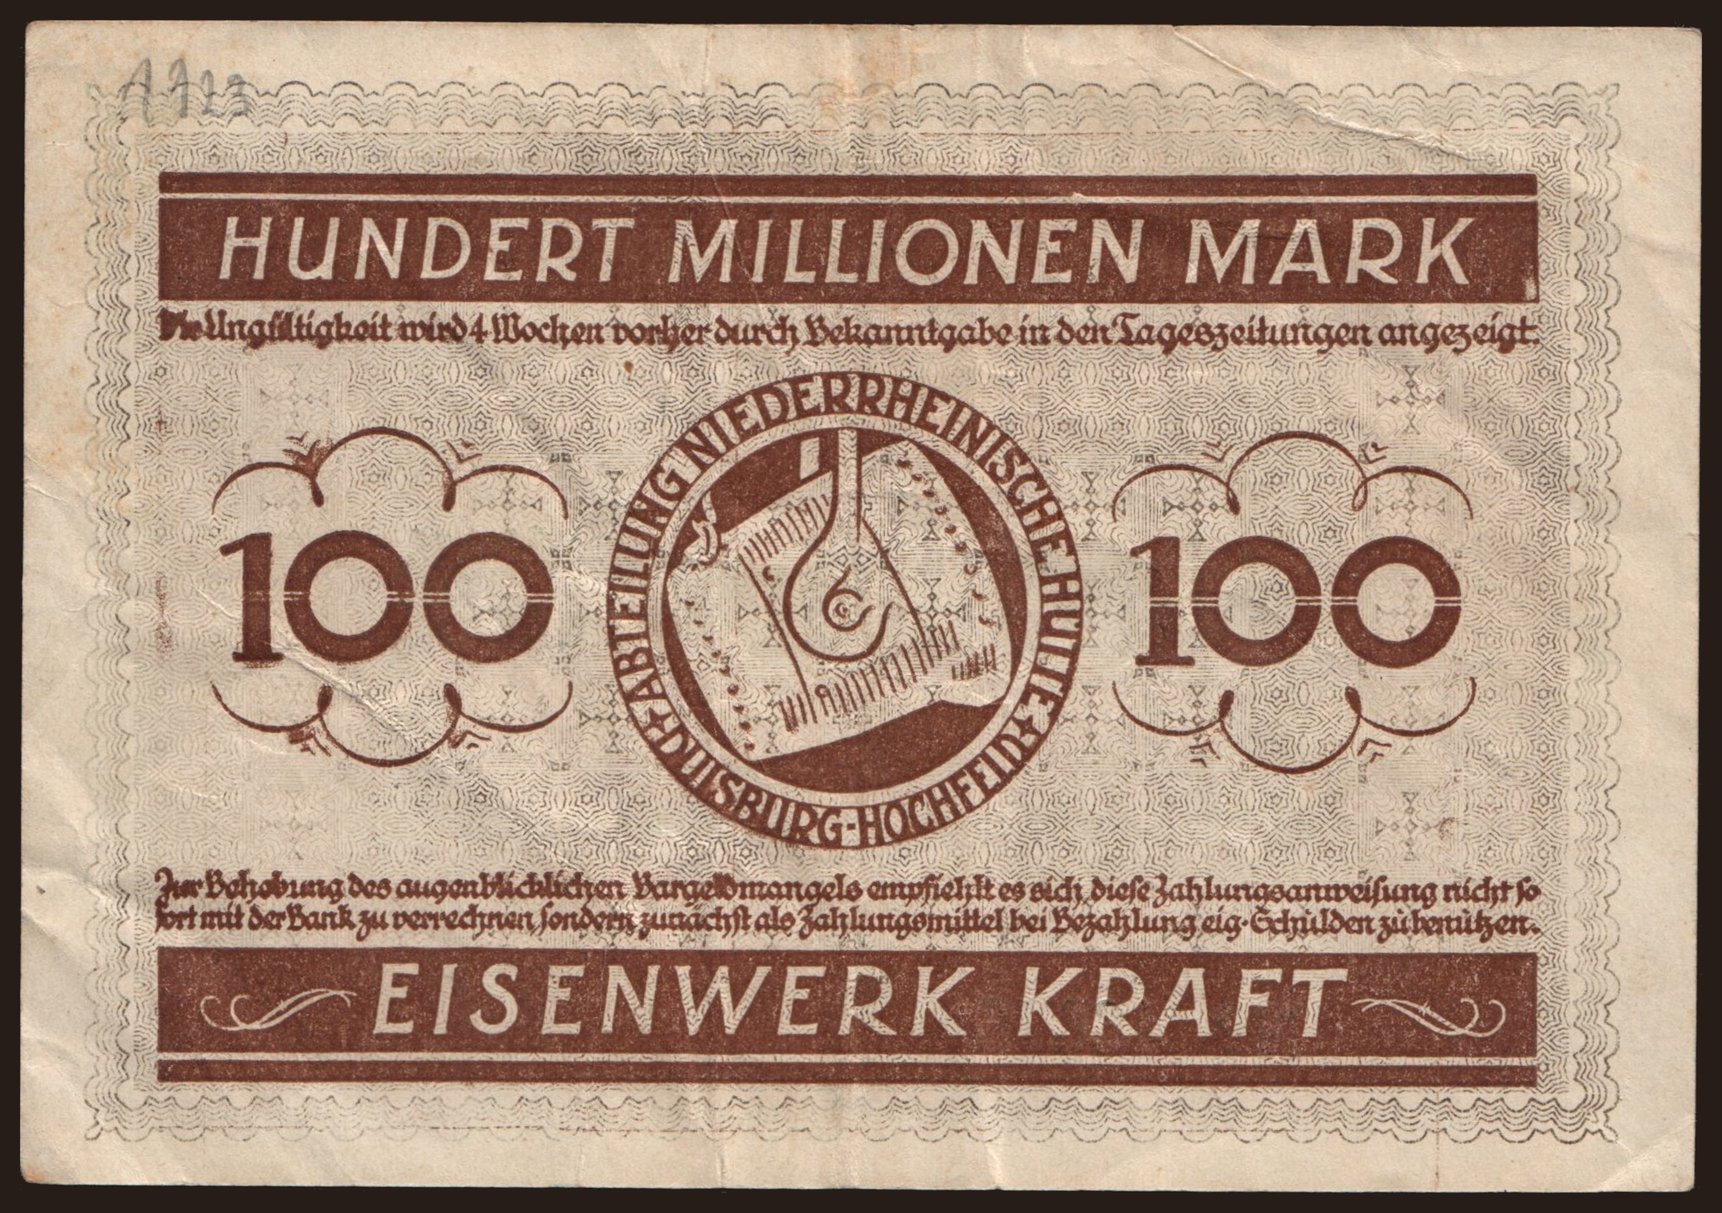 1923
HUNDERT MILLIONEN MARK
Die Ungültigkeit wird 4 Wochen vorher durch Bekanntgabe in den Tageszeitungen angezeigt.
ABTEILUNG NIEDERRHEINISCHE HÜTTE
100 100
★ DUISBURG-HOCHFELD ★
Zur Behebung des augenblicklichen Bargeldmangels empfiehlt es sich, diese Zahlungsanweisung nicht so
fort mit der Bank zu verrechnen, sondern zunächst als Zahlungsmittel bei Bezahlung eig. Schulden zu benutzen.
EISENWERK KRAFT